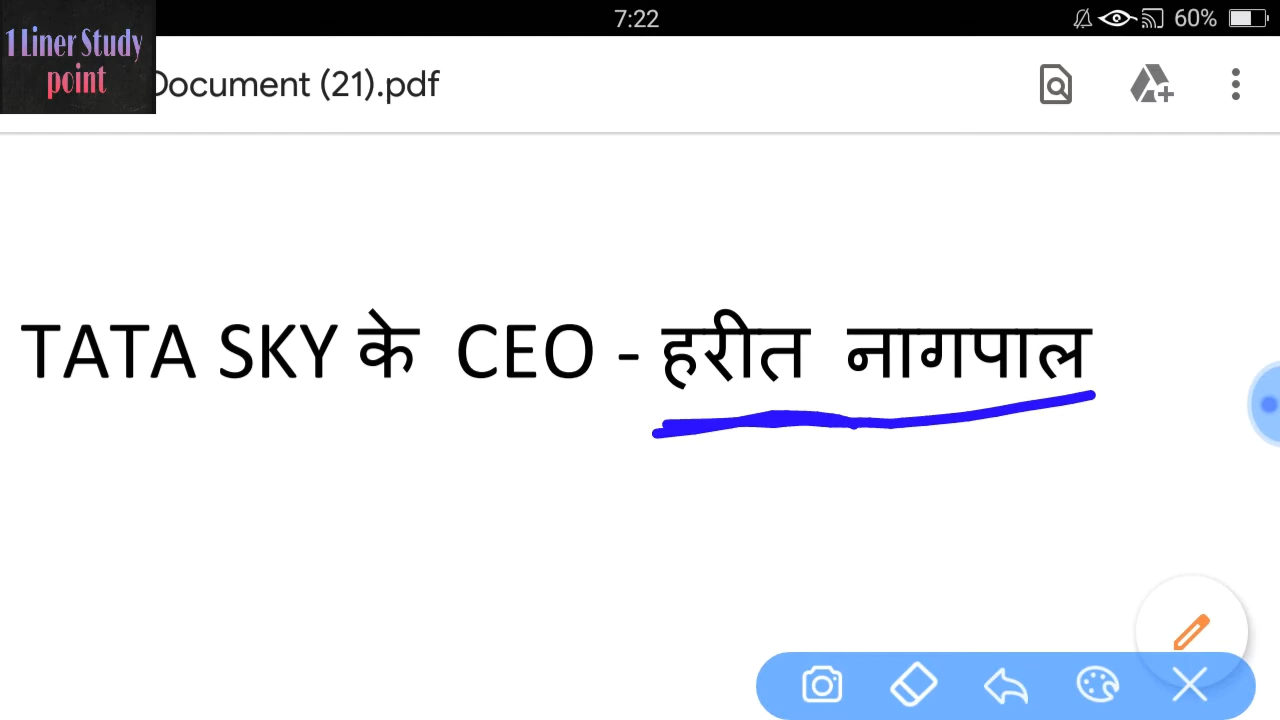 7:22
60%
1 Liner Study
point
Document (21).pdf
TATA SKY के CEO - हरीत नागपाल